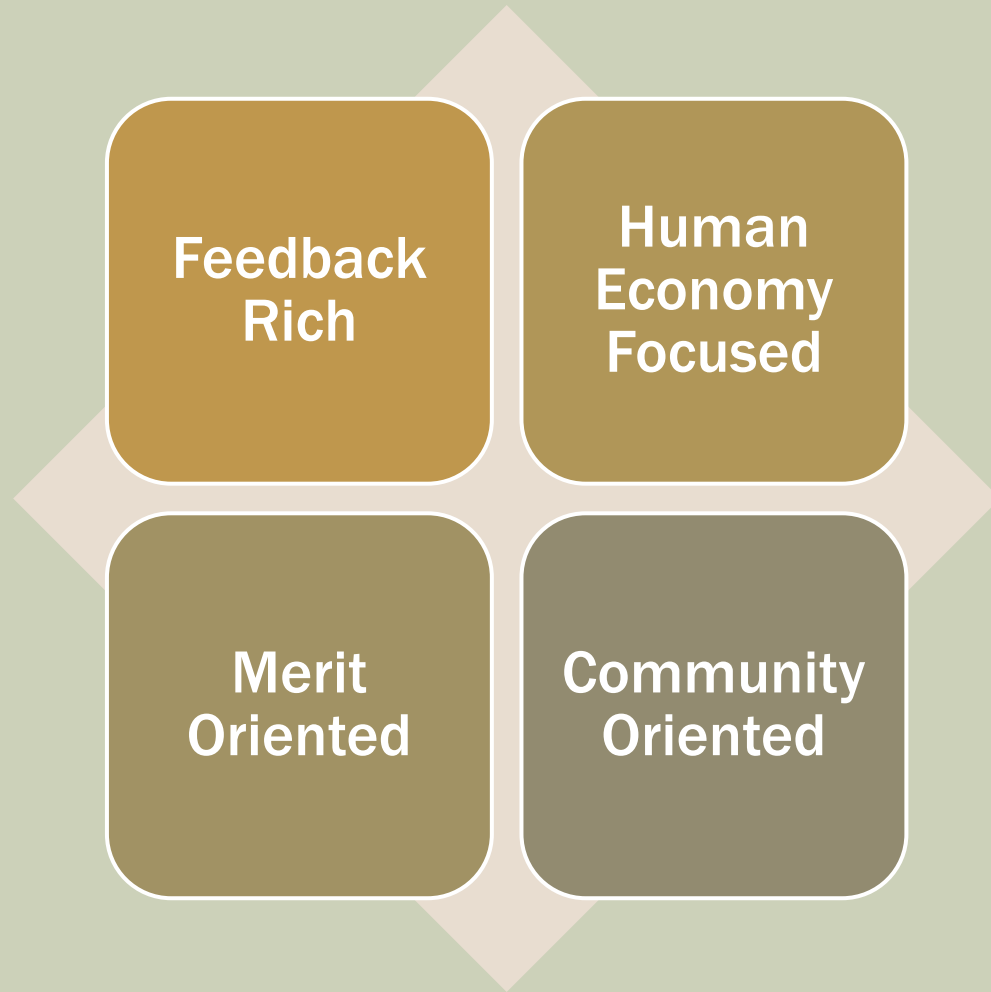 Feedback
Rich
Human
Economy
Focused
Merit
Oriented
Community
Oriented